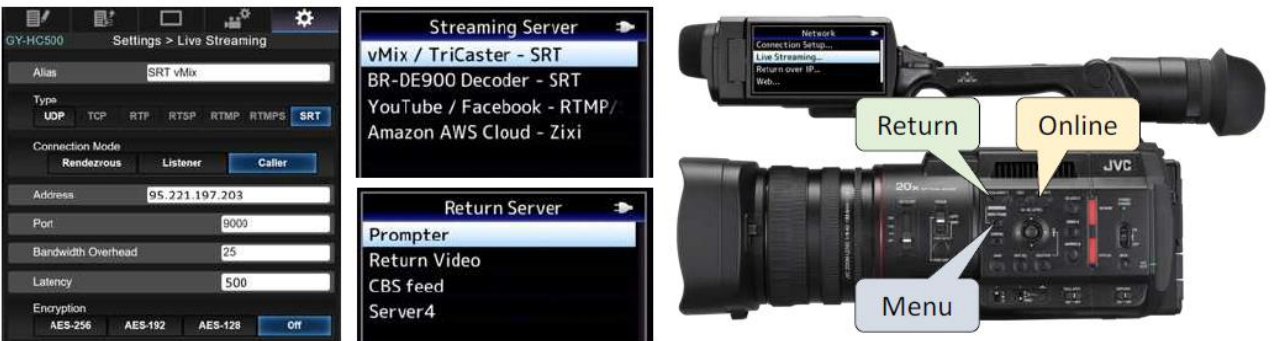 GY-HC500 Settings > Live Streaming
Alias SRT vMix
Type
UDP TCP RTP RTSP RTMP RTMPS SRT
Connection Mode
Rendezrous Listener Caller
Address 95.221.197.203
Port 9000
Bandwidth Overhead 25
Latency 500
Encryption
AES-256 AES-192 AES-128 Off
Streaming Server
vMix / TriCaster - SRT
BR-DE900 Decoder - SRT
YouTube / Facebook - RTMP/
Amazon AWS Cloud - Zixi
Return Server
Prompter
Return Video
CBS feed
Server4
Network
Connection Setup...
Live Streaming...
Return over IP...
Web...
Return
Online
JVC
20x
Menu